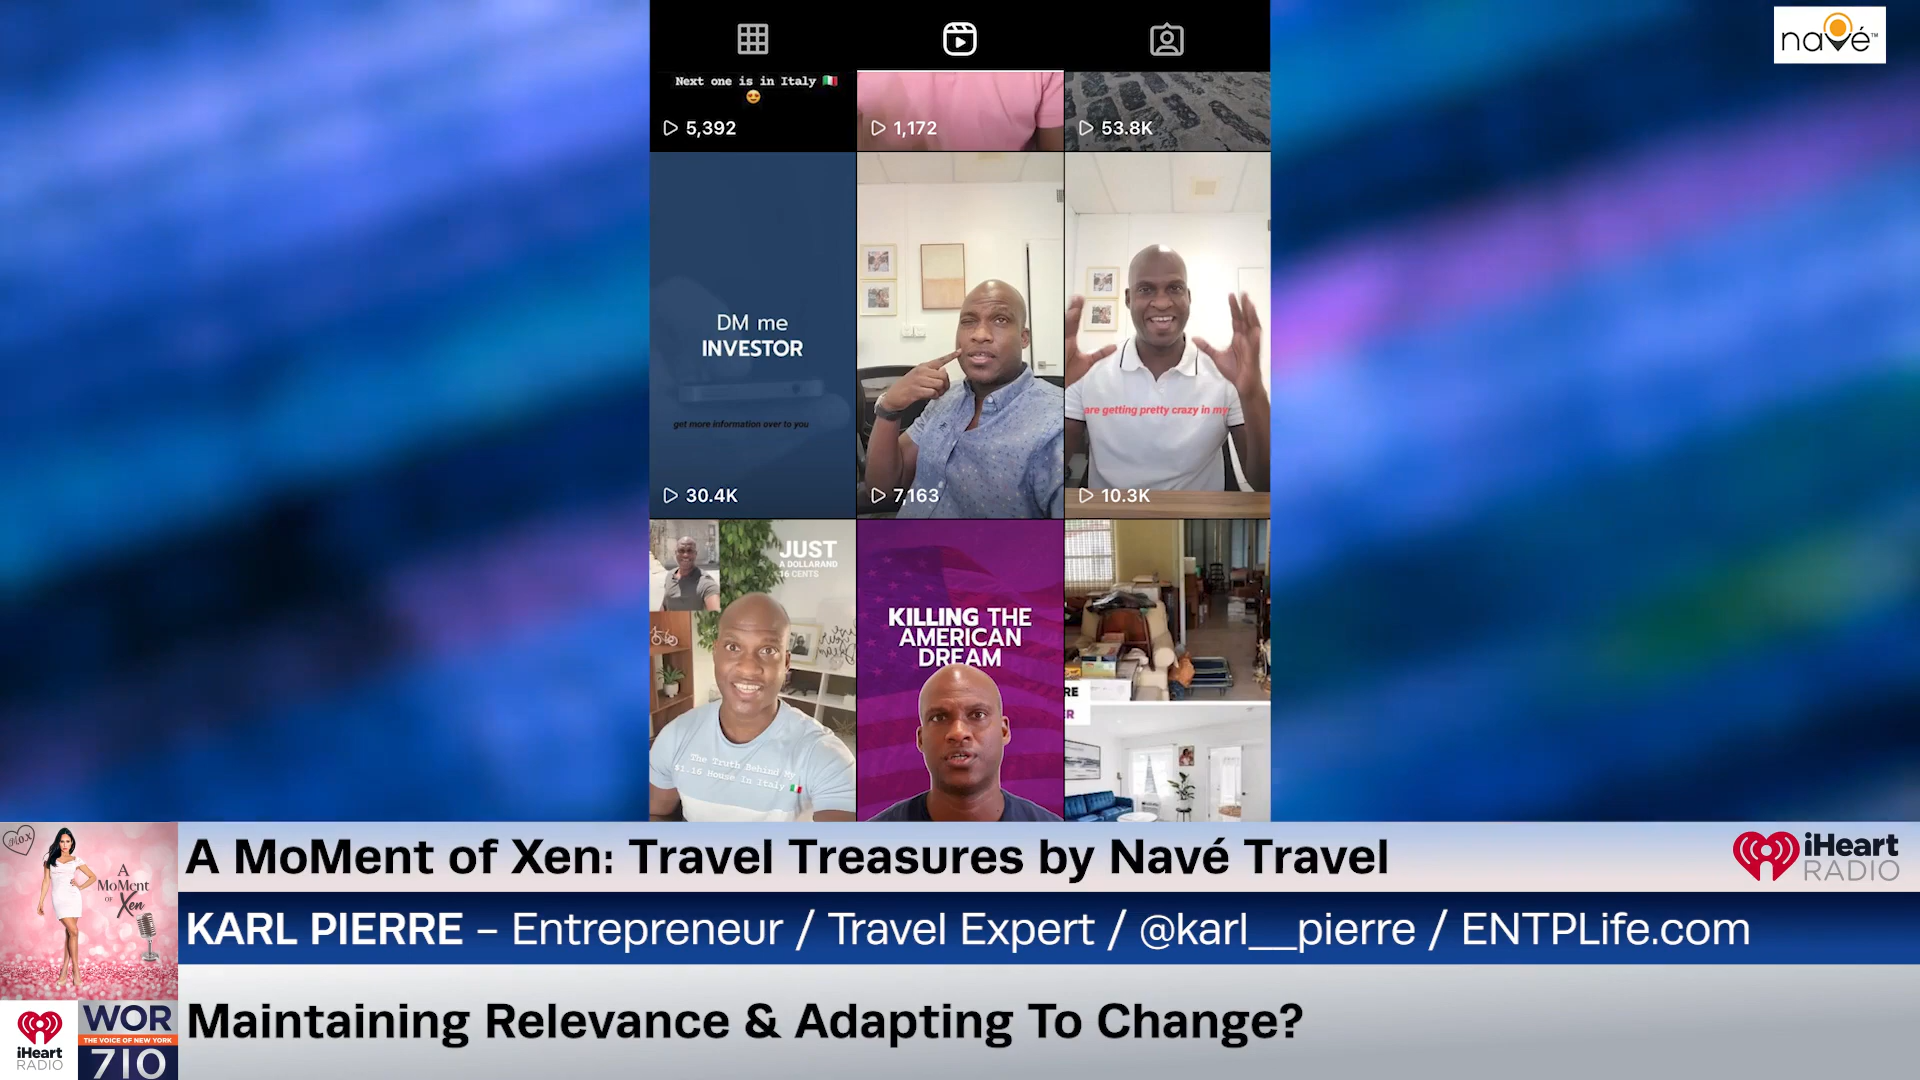 navé™
Next one is in Italy 🇮🇹
😍
5,392
1,172
53.8K
DM me
INVESTOR
get more information over to you
30.4K
7,163
are getting pretty crazy in my
10.3K
JUST
A DOLLARAND
16 CENTS
The Truth Behind My
$1.16 House In Italy 🇮🇹
KILLING THE
AMERICAN
DREAM
RE
ER
M.O.X
A
MoMent
OF Xen
A MoMent of Xen: Travel Treasures by Navé Travel
iHeart
RADIO
KARL PIERRE – Entrepreneur / Travel Expert / @karl__pierre / ENTPLife.com
iHeart
RADIO
WOR
THE VOICE OF NEW YORK
710
Maintaining Relevance & Adapting To Change?